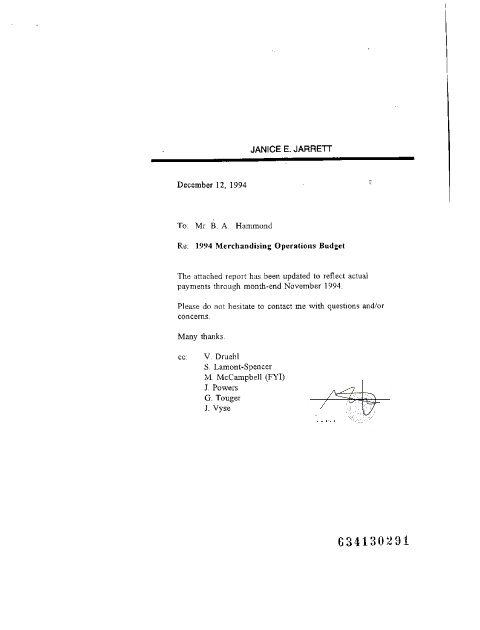 JANICE E. JARRETT
December 12, 1994
To: Mr. B. A. Hammond
Re: 1994 Merchandising Operations Budget
The attached report has been updated to reflect actual
payments through month-end November 1994.
Please do not hesitate to contact me with questions and/or
concerns.
Many thanks.
cc: V. Druehl
S. Lamont-Spencer
M. McCampbell (FYI)
J. Powers
G. Touger
J. Vyse
634130291